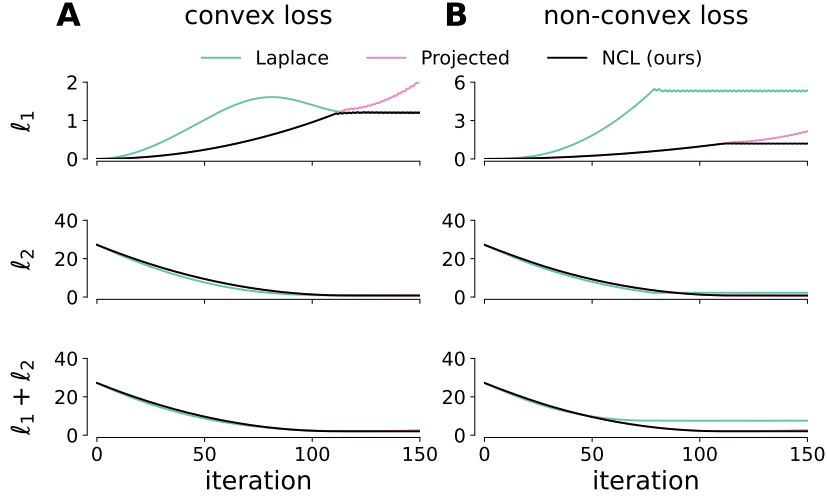 A convex loss B non-convex loss
Laplace Projected NCL (ours)
ℓ1
2
1
0
6
3
0
ℓ2
40
20
0
40
20
0
ℓ1 + ℓ2
40
20
0
40
20
0
0 50 100 150 0 50 100 150
iteration iteration